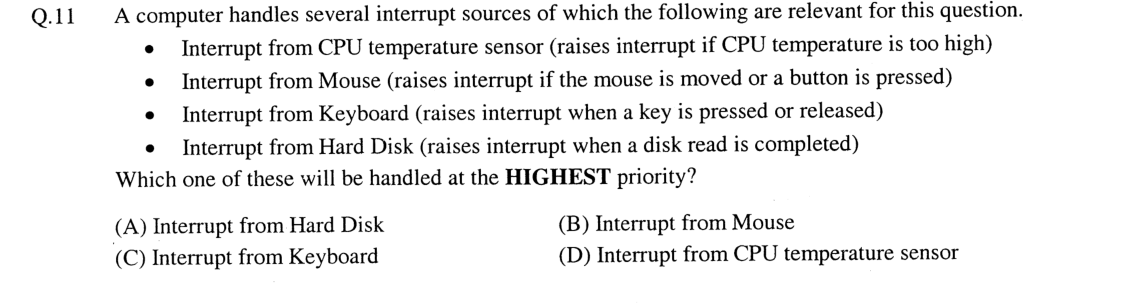 Q.11 A computer handles several interrupt sources of which the following are relevant for this question.
• Interrupt from CPU temperature sensor (raises interrupt if CPU temperature is too high)
• Interrupt from Mouse (raises interrupt if the mouse is moved or a button is pressed)
• Interrupt from Keyboard (raises interrupt when a key is pressed or released)
• Interrupt from Hard Disk (raises interrupt when a disk read is completed)
Which one of these will be handled at the HIGHEST priority?
(A) Interrupt from Hard Disk (B) Interrupt from Mouse
(C) Interrupt from Keyboard (D) Interrupt from CPU temperature sensor